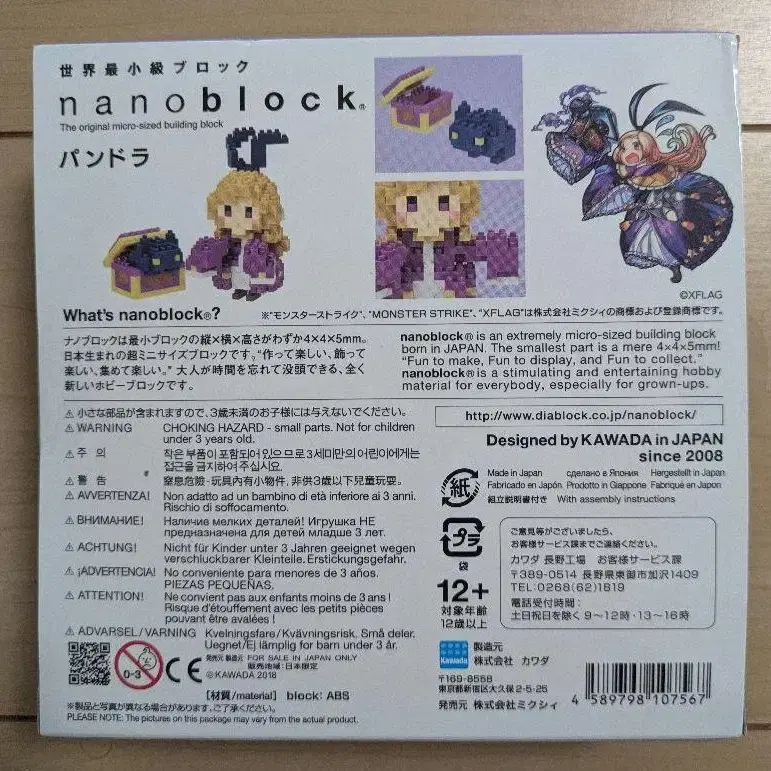 世界最小級ブロック
nanoblock®
The original micro-sized building block
パンドラ
©XFLAG
What's nanoblock®?
※"モンスターストライク"、"MONSTER STRIKE"、"XFLAG"は株式会社ミクシィの商標および登録商標です。
ナノブロックは最小ブロックの縦×横×高さがわずか4×4×5mm。
日本生まれの超ミニサイズブロックです。"作って楽しい、飾って
楽しい、集めて楽しい。" 大人が時間を忘れて没頭できる、全く
新しいホビーブロックです。
nanoblock® is an extremely micro-sized building block
born in JAPAN. The smallest part is a mere 4×4×5mm!
"Fun to make, Fun to display, and Fun to collect."
nanoblock® is a stimulating and entertaining hobby
material for everybody, especially for grown-ups.
⚠小さな部品が含まれますので、3歳未満のお子様には与えないでください。
⚠WARNING CHOKING HAZARD - small parts. Not for children
under 3 years old.
⚠주 의 작은 부품이 포함되어 있으므로 3세미만의 어린이에게는
접근을 금지하여 주십시오.
⚠警 告 窒息危險-玩具內有小物件, 非供3歲以下兒童玩耍.
⚠AVVERTENZA! Non adatto ad un bambino di età inferiore ai 3 anni.
Rischio di soffocamento.
⚠ВНИМАНИЕ! Наличие мелких деталей! Игрушка НЕ
предназначена для детей младше 3 лет.
⚠ACHTUNG! Nicht für Kinder unter 3 Jahren geeignet wegen
verschluckbarer Kleinteile. Erstickungsgefahr.
⚠¡ADVERTENCIA! No conveniente para menores de 3 años.
PIEZAS PEQUEÑAS.
⚠ATTENTION! Ne convient pas aux enfants moins de 3 ans !
Risque d'étouffement avec les petits pièces
pouvant être avalées !
⚠ADVARSEL/VARNING Kvelningsfare/Kvävningsrisk. Små deler.
Uegnet/Ej lämplig for barn under 3 år.
0-3
CE
発売元 製造元 FOR SALE IN JAPAN ONLY
販売地域:日本限定
©KAWADA 2018
[材質/material] block: ABS
※製品と写真が異なる場合があります。ご了承ください。
PLEASE NOTE: The pictures on this package may vary from the actual product.
http://www.diablock.co.jp/nanoblock/
Designed by KAWADA in JAPAN
since 2008
Made in Japan сделано в Японии Hergestellt in Japan
Fabricado en Japón Prodotto in Giappone Fabriqué en Japon
組立説明書付き With assembly instructions
紙
プラ
袋
12+
対象年齢
12歳以上
ご意見等がございましたら、
お客様サービス課までご連絡ください。
カワダ 長野工場 お客様サービス課
〒389-0514 長野県東御市加沢1409
TEL.0268(62)1819
電話受付時間:
土日祝日を除く 9~12時・13~16時
Kawada
製造元
株式会社 カワダ
〒169-8558
東京都新宿区大久保2-5-25
発売元 株式会社ミクシィ
4 589798 107567